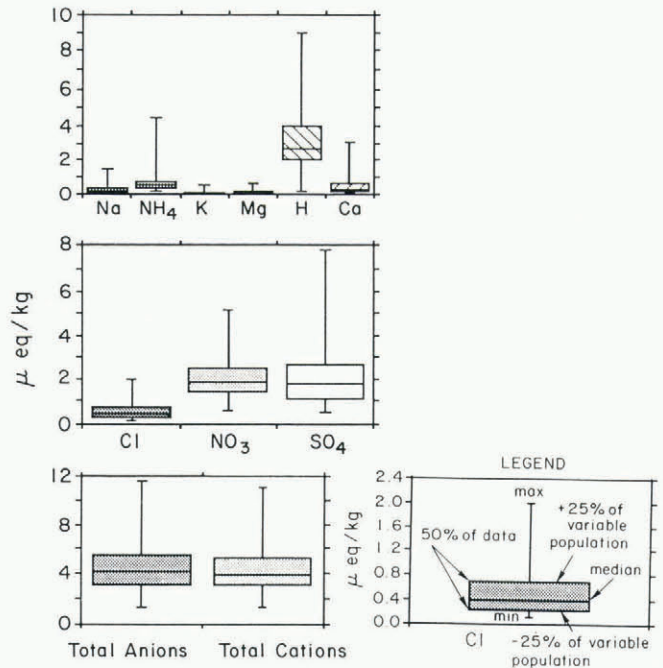 10
8
6
4
2
0
Na NH4 K Mg H Ca
μ eq/kg
8
6
4
2
0
Cl NO3 SO4
12
8
4
0
Total Anions Total Cations
LEGEND
μ eq/kg
2.4
2.0
1.6
1.2
0.8
0.4
0.0
max
+25% of
variable
population
50% of data
median
min
Cl
-25% of variable
population